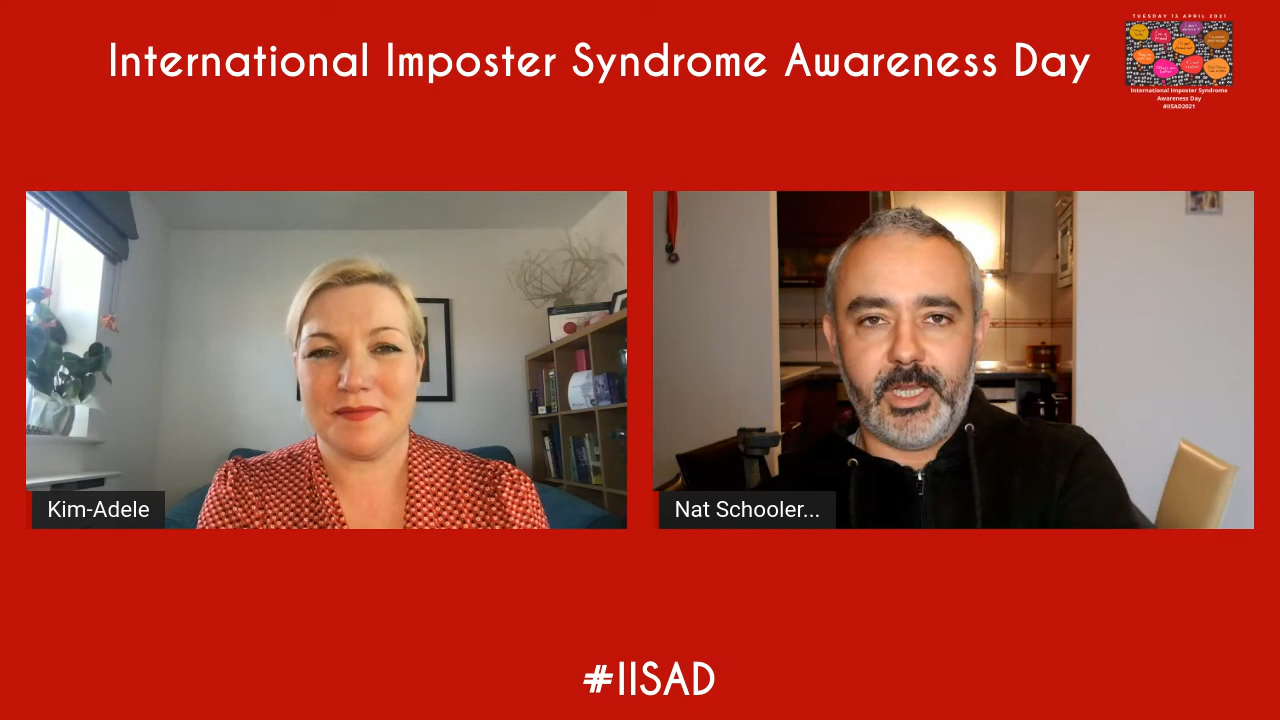 International Imposter Syndrome Awareness Day
TUESDAY 13 APRIL 2021
International Imposter Syndrome
Awareness Day
#IISAD2021
Kim-Adele
Nat Schooler...
#IISAD